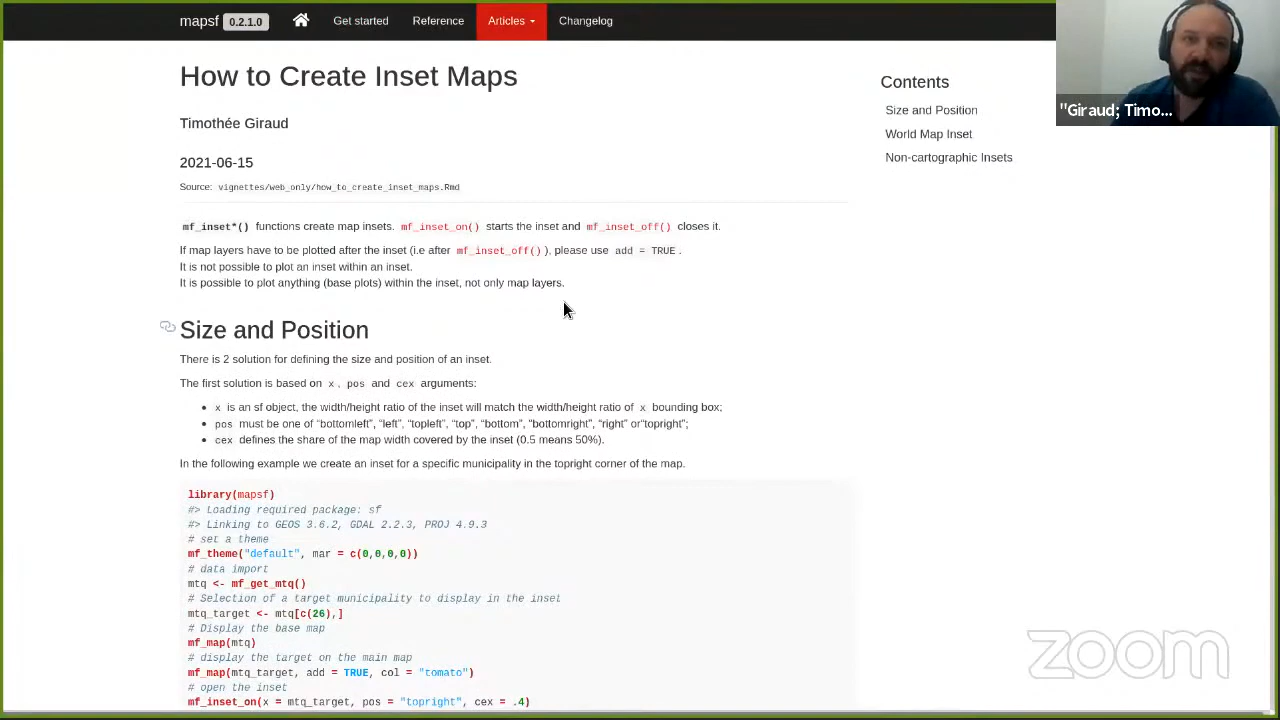 mapsf 0.2.1.0 Get started Reference Articles Changelog
How to Create Inset Maps
Timothée Giraud
2021-06-15
Source: vignettes/web_only/how_to_create_inset_maps.Rmd
mf_inset*() functions create map insets. mf_inset_on() starts the inset and mf_inset_off() closes it.
If map layers have to be plotted after the inset (i.e after mf_inset_off()), please use add = TRUE.
It is not possible to plot an inset within an inset.
It is possible to plot anything (base plots) within the inset, not only map layers.
Size and Position
There is 2 solution for defining the size and position of an inset.
The first solution is based on x, pos and cex arguments:
• x is an sf object, the width/height ratio of the inset will match the width/height ratio of x bounding box;
• pos must be one of “bottomleft”, “left”, “topleft”, “top”, “bottom”, “bottomright”, “right” or“topright”;
• cex defines the share of the map width covered by the inset (0.5 means 50%).
In the following example we create an inset for a specific municipality in the topright corner of the map.
library(mapsf)
#> Loading required package: sf
#> Linking to GEOS 3.6.2, GDAL 2.2.3, PROJ 4.9.3
# set a theme
mf_theme("default", mar = c(0,0,0,0))
# data import
mtq <- mf_get_mtq()
# Selection of a target municipality to display in the inset
mtq_target <- mtq[c(26),]
# Display the base map
mf_map(mtq)
# display the target on the main map
mf_map(mtq_target, add = TRUE, col = "tomato")
# open the inset
mf_inset_on(x = mtq_target, pos = "topright", cex = .4)
Contents
Size and Position
World Map Inset
Non-cartographic Insets
"Giraud; Timo...
zoom